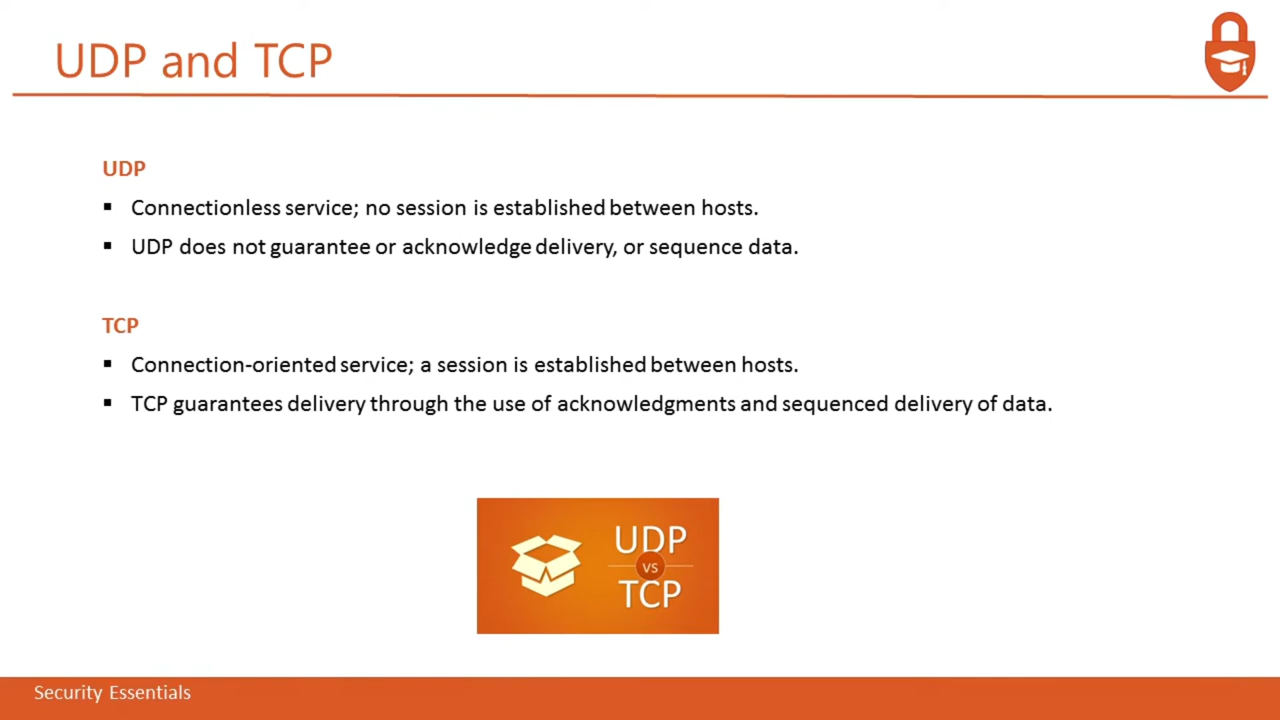 UDP and TCP
UDP
▪ Connectionless service; no session is established between hosts.
▪ UDP does not guarantee or acknowledge delivery, or sequence data.
TCP
▪ Connection-oriented service; a session is established between hosts.
▪ TCP guarantees delivery through the use of acknowledgments and sequenced delivery of data.
UDP
vs
TCP
Security Essentials